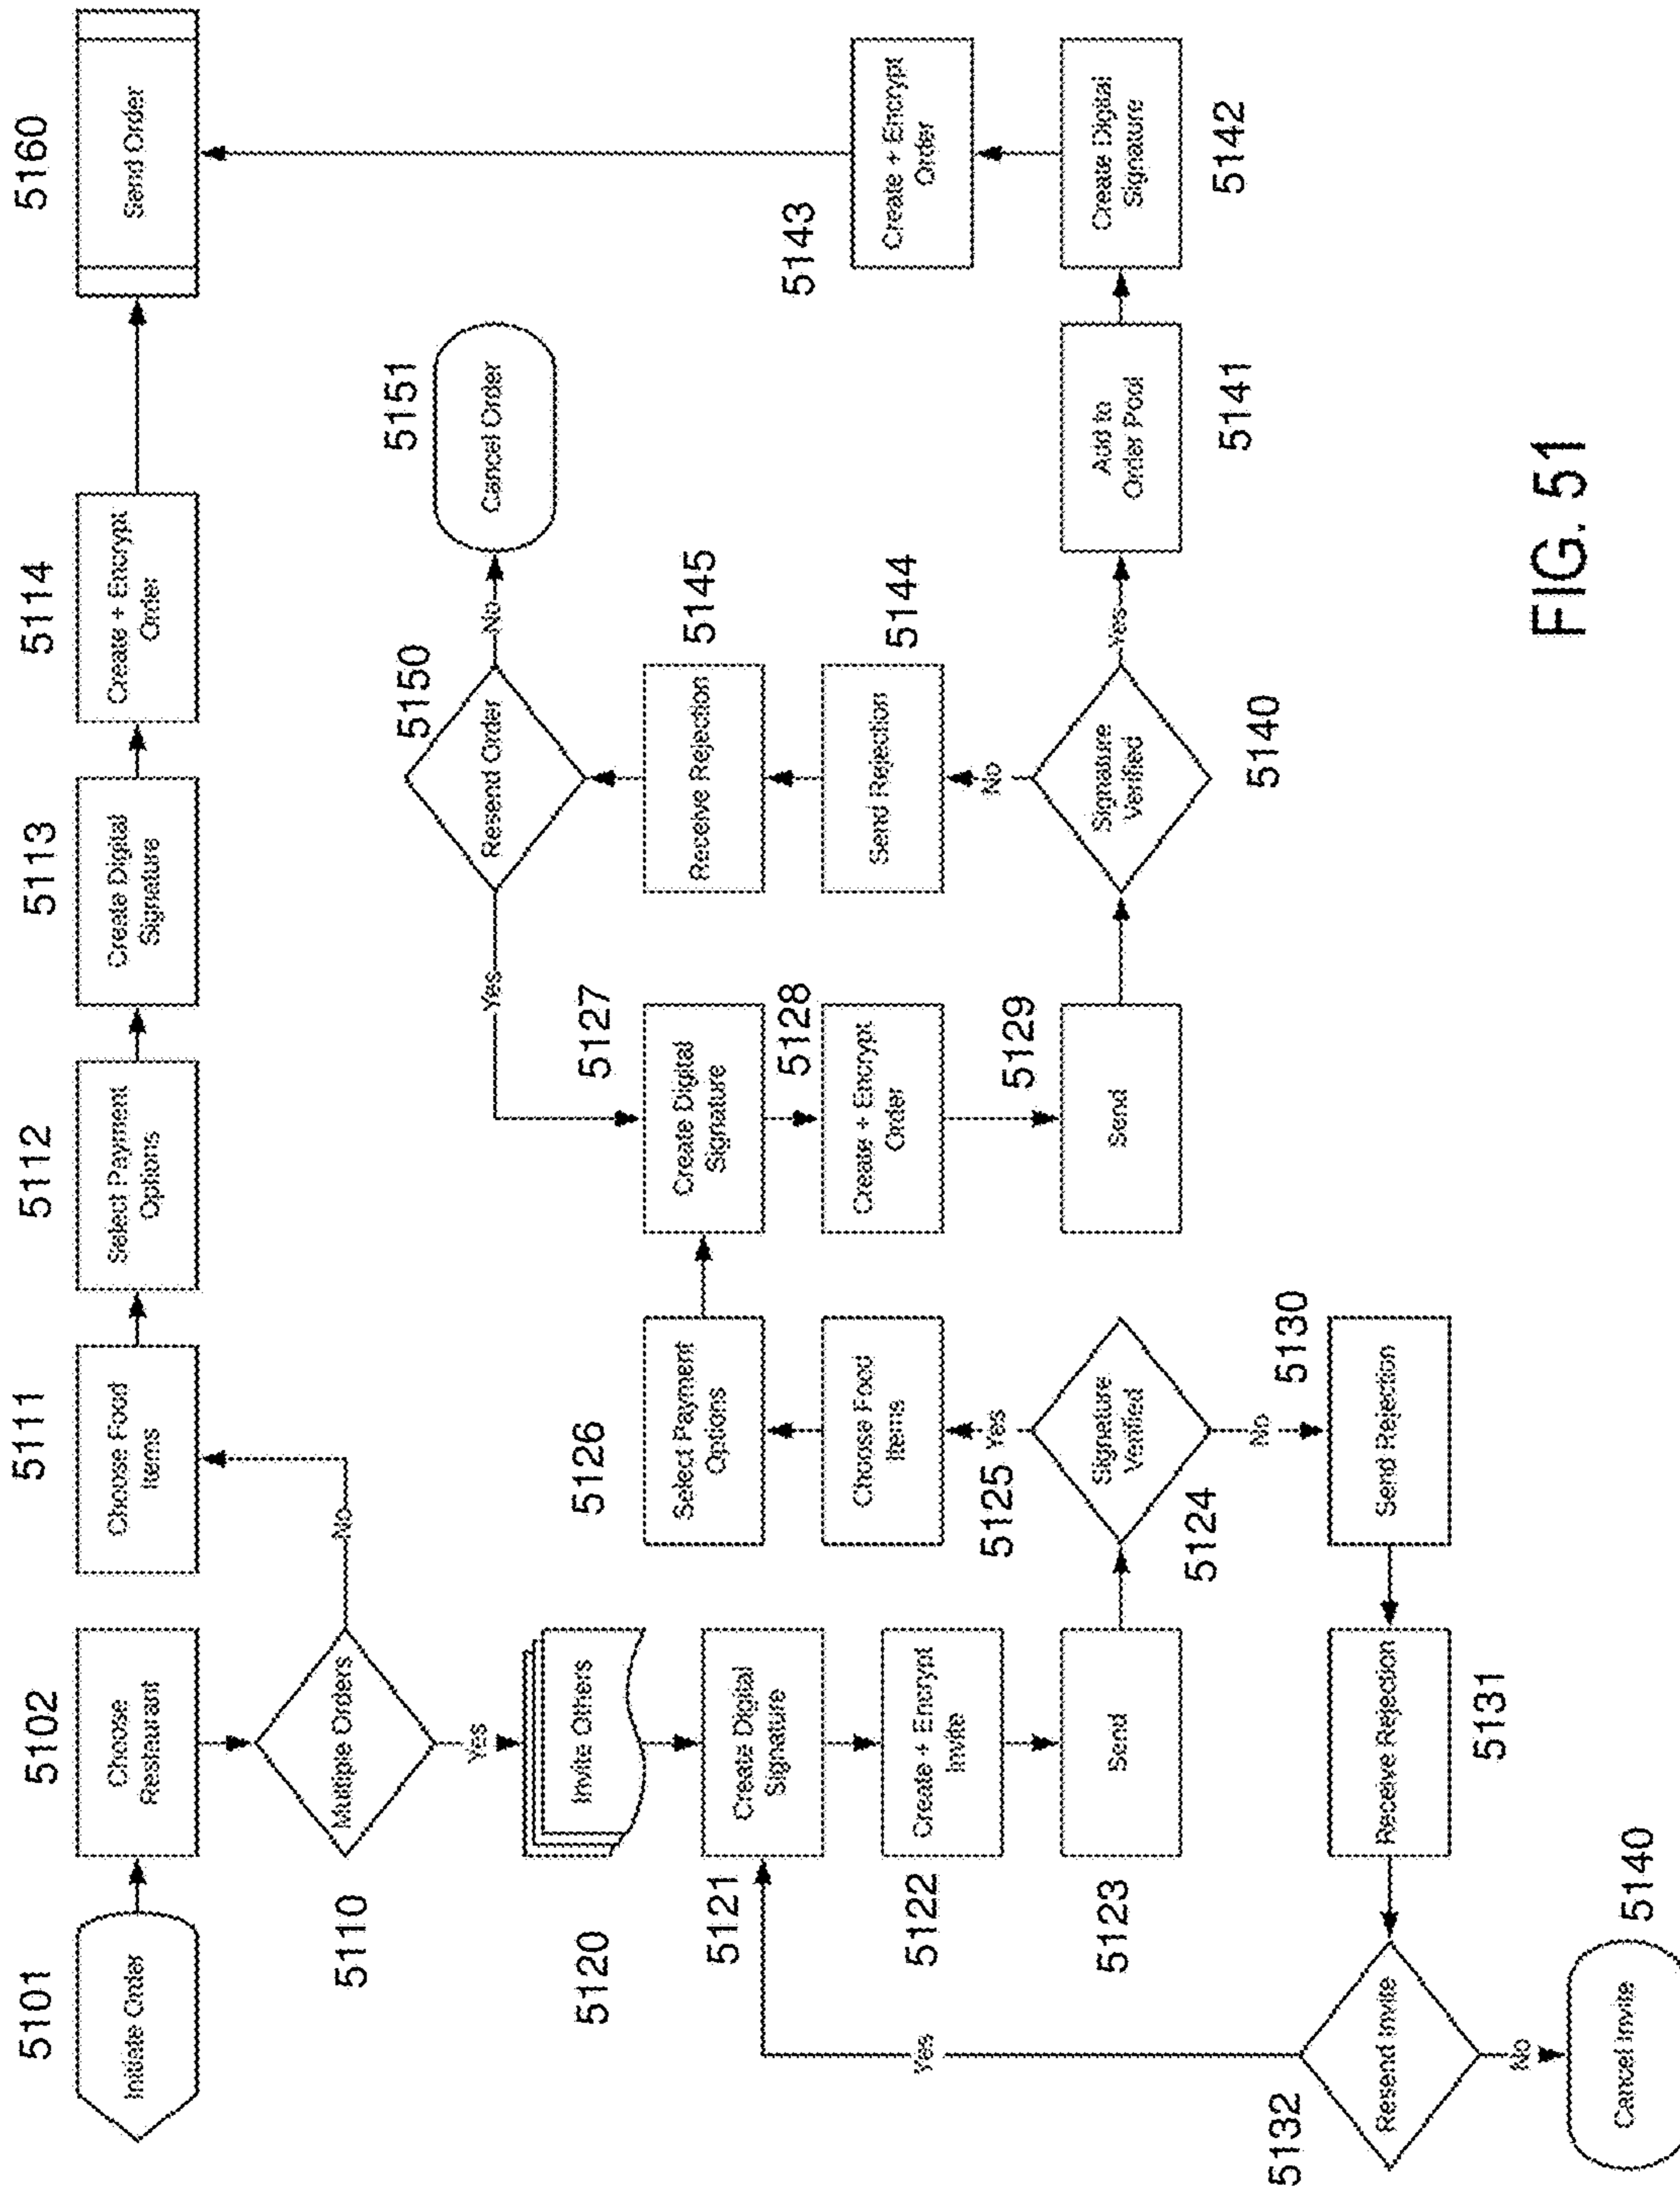 5101
Initiate Order
5102
Choose
Restaurant
5111
Choose Food
Items
5112
Select Payment
Options
5113
Create Digital
Signature
5114
Create + Encrypt
Order
5160
Send Order
5110
Multiple Orders
No
Yes
5120
Invite Others
5121
Create Digital
Signature
5122
Create + Encrypt
Invite
5123
Send
5124
Signature
Verified
5125
Yes
Choose Food
Items
5126
Select Payment
Options
5127
Create Digital
Signature
5128
Create + Encrypt
Order
5129
Send
5140
Signature
Verified
No
5144
Send Rejection
5145
Receive Rejection
5150
Resend Order
Yes
No
5151
Cancel Order
Yes
5141
Add to
Order Pool
5142
Create Digital
Signature
5143
Create + Encrypt
Order
No
5130
Send Rejection
5131
Receive Rejection
5132
Resend Invite
Yes
No
5140
Cancel Invite
FIG. 51